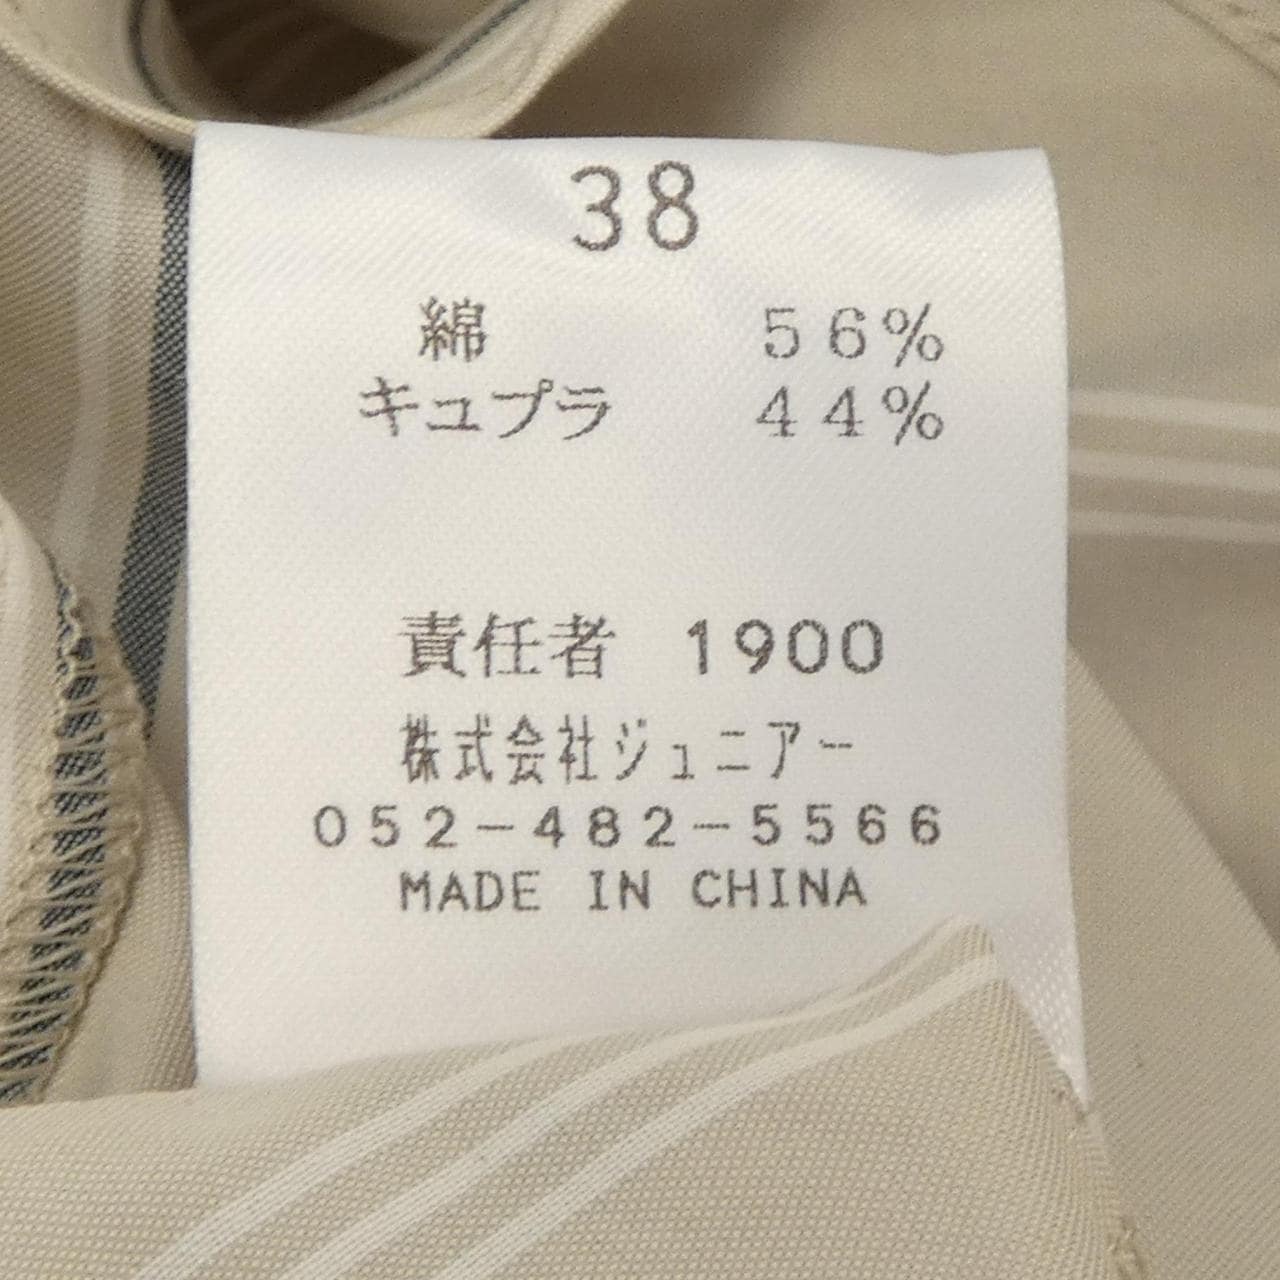 38
綿 56%
キュプラ 44%
責任者 1900
株式会社ジュニアー
052-482-5566
MADE IN CHINA